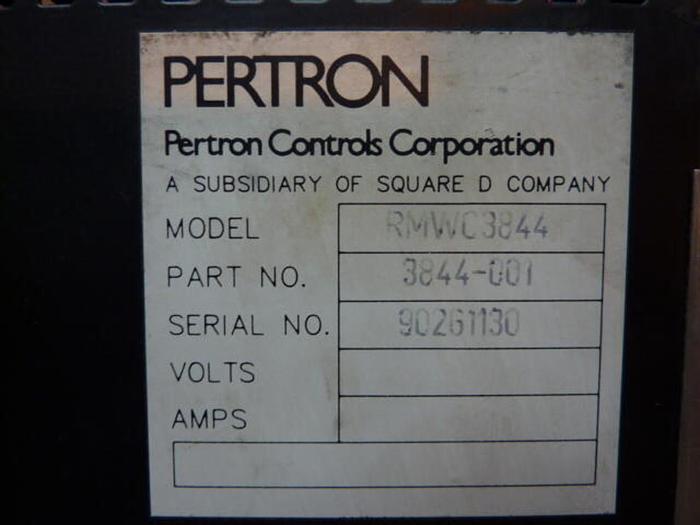 PERTRON
Pertron Controls Corporation
A SUBSIDIARY OF SQUARE D COMPANY
MODEL RMWC3844
PART NO. 3844-001
SERIAL NO. 90261130
VOLTS
AMPS